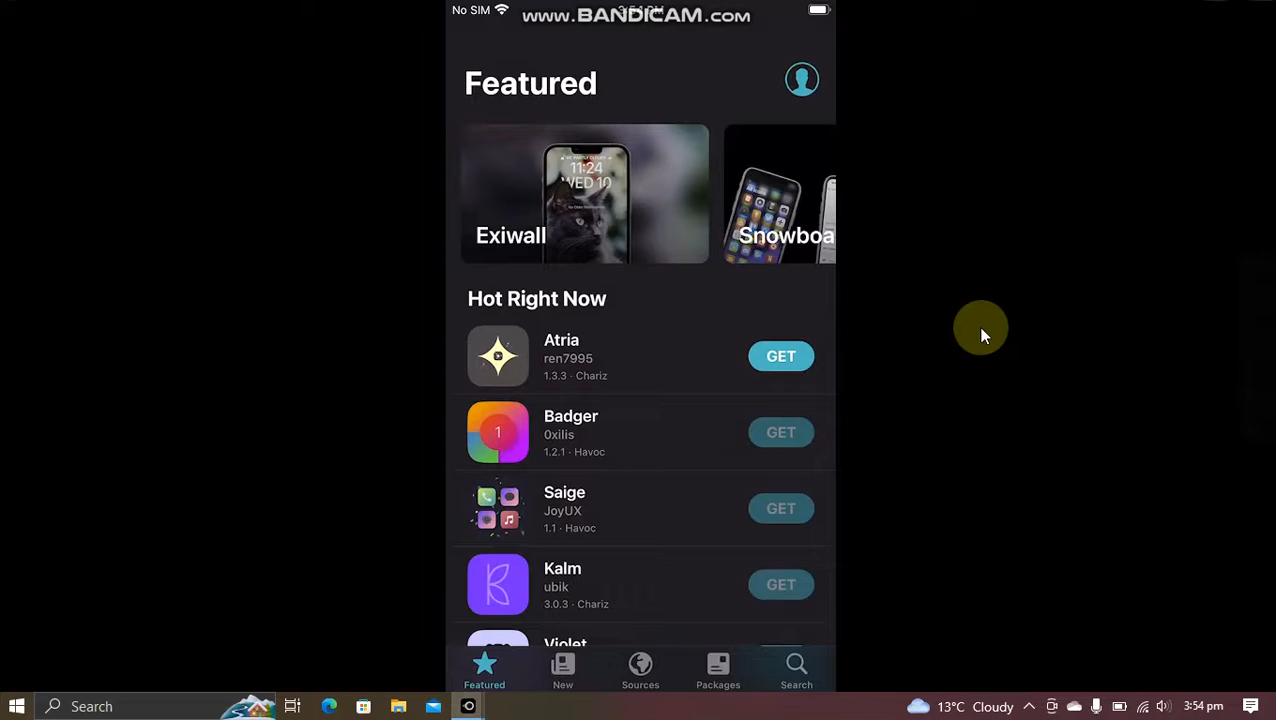 No SIM
www.BANDICAM.com
Featured
11:24
WED 10
Exiwall
Snowboa
Hot Right Now
Atria
ren7995
1.3.3 · Chariz
GET
Badger
0xilis
1.2.1 · Havoc
GET
1
Saige
JoyUX
1.1 · Havoc
GET
Kalm
ubik
3.0.3 · Chariz
GET
Violet
Featured
New
Sources
Packages
Search
Search
13°C Cloudy
3:54 pm